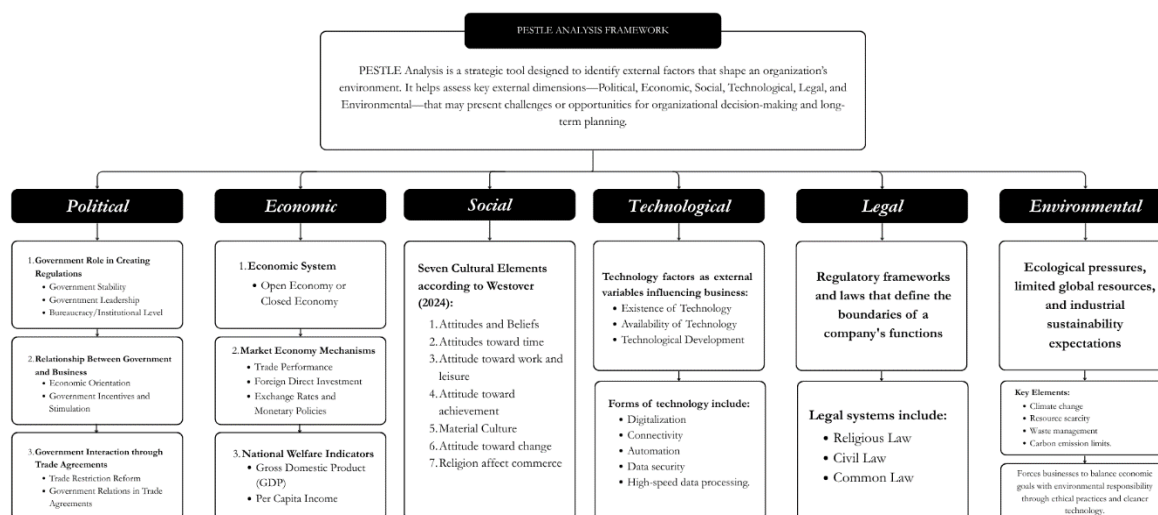 PESTLE ANALYSIS FRAMEWORK
PESTLE Analysis is a strategic tool designed to identify external factors that shape an organization's
environment. It helps assess key external dimensions—Political, Economic, Social, Technological, Legal, and
Environmental—that may present challenges or opportunities for organizational decision-making and long-
term planning.
Political
1. Government Role in Creating
Regulations
• Government Stability
• Government Leadership
• Bureaucracy/Institutional Level
2. Relationship Between Government
and Business
• Economic Orientation
• Government Incentives and
Stimulation
3. Government Interaction through
Trade Agreements
• Trade Restriction Reform
• Government Relations in Trade
Agreements
Economic
1. Economic System
• Open Economy or
Closed Economy
2. Market Economy Mechanisms
• Trade Performance
• Foreign Direct Investment
• Exchange Rates and
Monetary Policies
3. National Welfare Indicators
• Gross Domestic Product
(GDP)
• Per Capita Income
Social
Seven Cultural Elements
according to Westover
(2024):
1. Attitudes and Beliefs
2. Attitudes toward time
3. Attitude toward work and
leisure
4. Attitude toward
achievement
5. Material Culture
6. Attitude toward change
7. Religion affect commerce
Technological
Technology factors as external
variables influencing business:
• Existence of Technology
• Availability of Technology
• Technological Development
Forms of technology include:
• Digitalization
• Connectivity
• Automation
• Data security
• High-speed data processing.
Legal
Regulatory frameworks
and laws that define the
boundaries of a
company's functions
Legal systems include:
• Religious Law
• Civil Law
• Common Law
Environmental
Ecological pressures,
limited global resources,
and industrial
sustainability
expectations
Key Elements:
• Climate change
• Resource scarcity
• Waste management
• Carbon emission limits.
Forces businesses to balance economic
goals with environmental responsibility
through ethical practices and cleaner
technology.